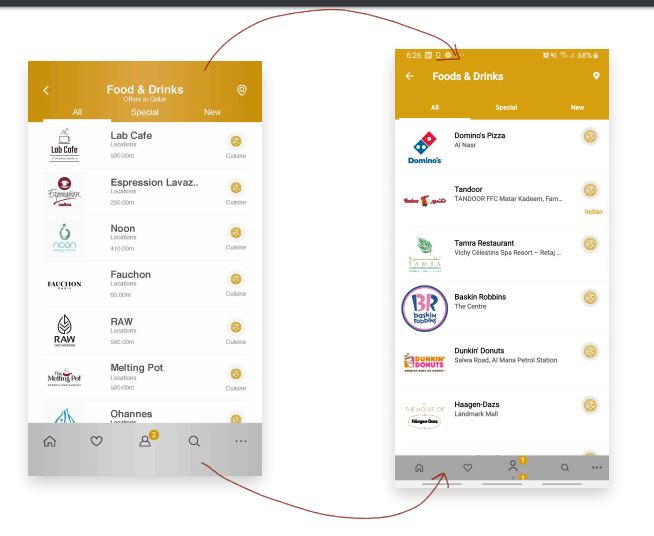 Food & Drinks
Offers in Qatar
All Special New
Lab Cafe
Lab Cafe
Locations
500.00m
Cuisine
Espression Lavaz..
Expression
Locations
250.00m
Cuisine
Noon
noon
Locations
410.00m
Cuisine
Fauchon
FAUCHON
PARIS
Locations
65.00m
Cuisine
RAW
RAW
Locations
500.00m
Cuisine
Melting Pot
The
Melting Pot
Locations
500.00m
Cuisine
Ohannes
Locations
2
6:26
68%
Foods & Drinks
All Special New
Domino's Pizza
Al Nasr
Domino's
Tandoor
TANDOOR FFC Matar Kadeem, Fam...
Indian
Tamra Restaurant
Vichy Célestins Spa Resort – Retaj ...
TAMRA
Baskin Robbins
The Centre
BR
baskin
robbins
Dunkin' Donuts
Salwa Road, Al Mana Petrol Station
DUNKIN'
DONUTS
Haagen-Dazs
Landmark Mall
THE HOUSE OF
Häagen-Dazs
1
1